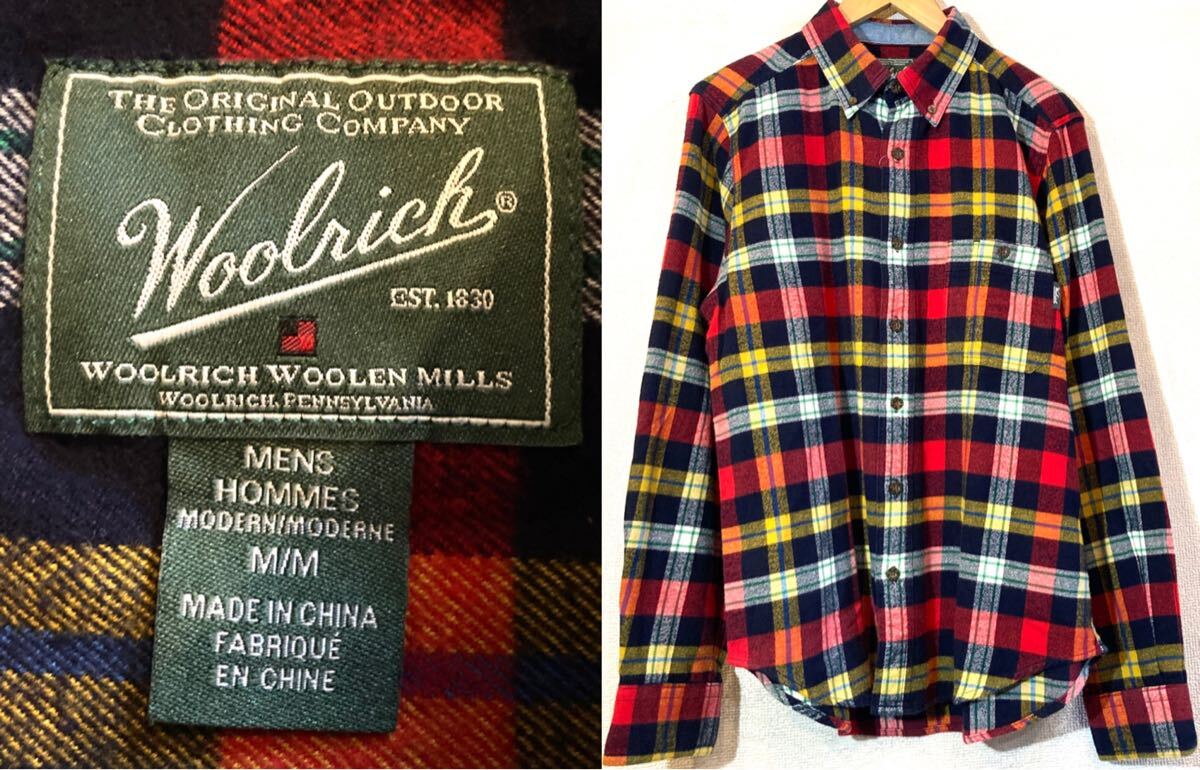 THE ORIGINAL OUTDOOR
CLOTHING COMPANY
Woolrich®
EST. 1830
WOOLRICH WOOLEN MILLS
WOOLRICH, PENNSYLVANIA
MENS
HOMMES
MODERN/MODERNE
M/M
MADE IN CHINA
FABRIQUÉ
EN CHINE